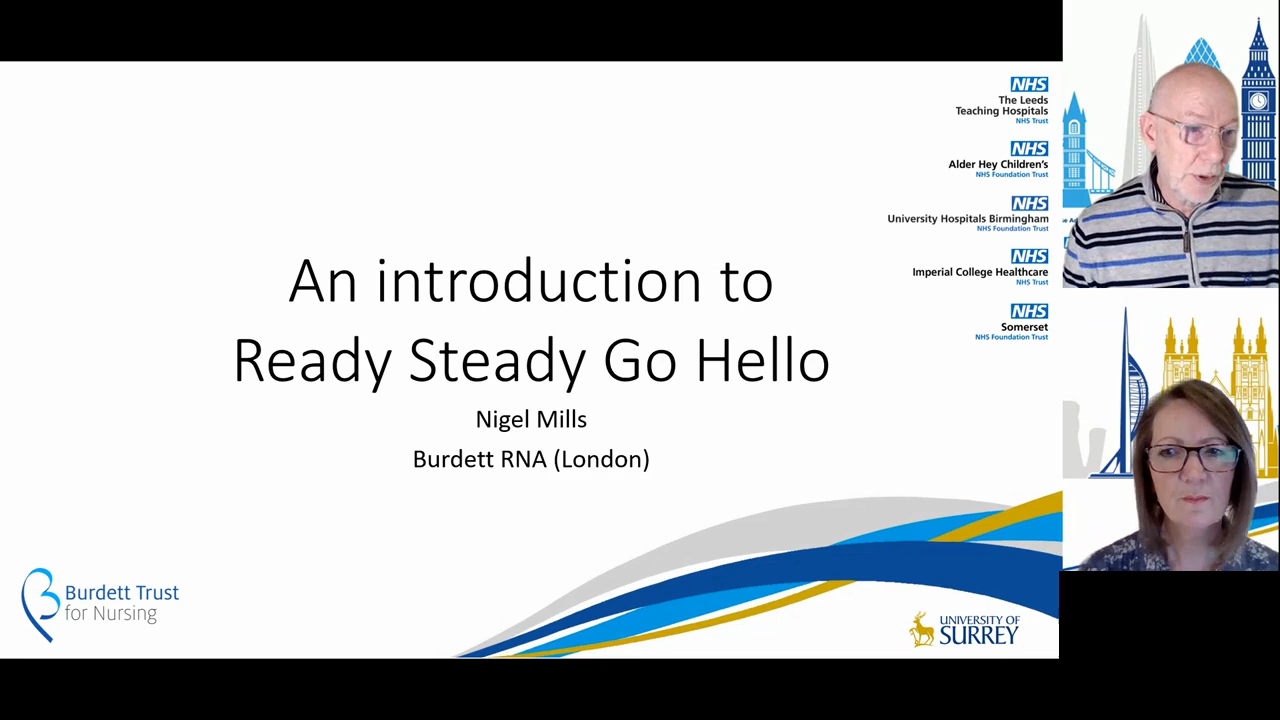 An introduction to
Ready Steady Go Hello
Nigel Mills
Burdett RNA (London)
NHS
The Leeds
Teaching Hospitals
NHS Trust
NHS
Alder Hey Children's
NHS Foundation Trust
NHS
University Hospitals Birmingham
NHS Foundation Trust
NHS
Imperial College Healthcare
NHS Trust
NHS
Somerset
NHS Foundation Trust
Burdett Trust
for Nursing
UNIVERSITY OF
SURREY